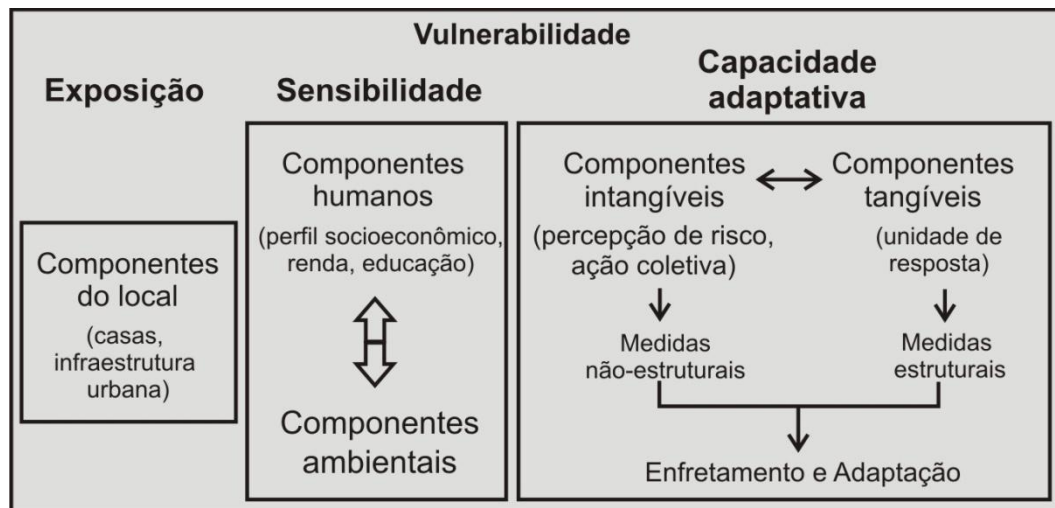 Vulnerabilidade
Exposição
Sensibilidade
Capacidade
adaptativa
Componentes
do local
(casas,
infraestrutura
urbana)
Componentes
humanos
(perfil socioeconômico,
renda, educação)
Componentes
ambientais
Componentes
intangíveis
(percepção de risco,
ação coletiva)
Medidas
não-estruturais
Componentes
tangíveis
(unidade de
resposta)
Medidas
estruturais
Enfretamento e Adaptação